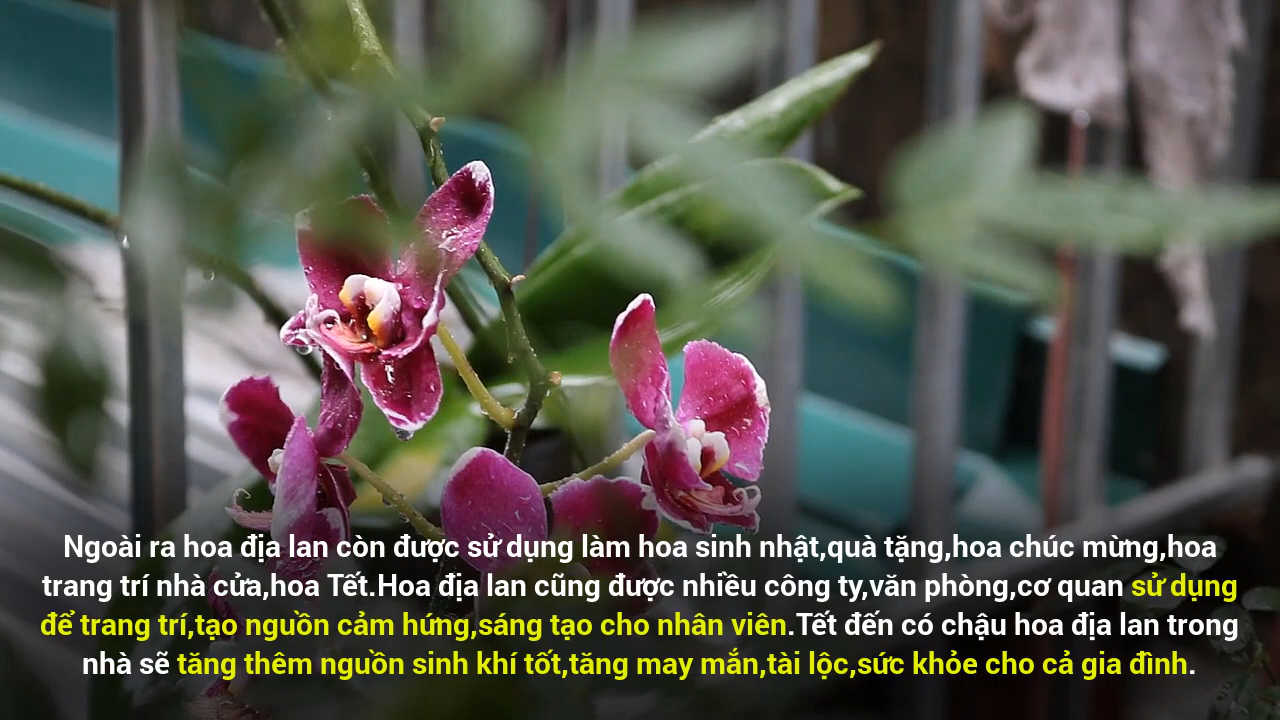 Ngoài ra hoa địa lan còn được sử dụng làm hoa sinh nhật,quà tặng,hoa chúc mừng,hoa
trang trí nhà cửa,hoa Tết.Hoa địa lan cũng được nhiều công ty,văn phòng,cơ quan sử dụng
để trang trí,tạo nguồn cảm hứng,sáng tạo cho nhân viên.Tết đến có chậu hoa địa lan trong
nhà sẽ tăng thêm nguồn sinh khí tốt,tăng may mắn,tài lộc,sức khỏe cho cả gia đình.